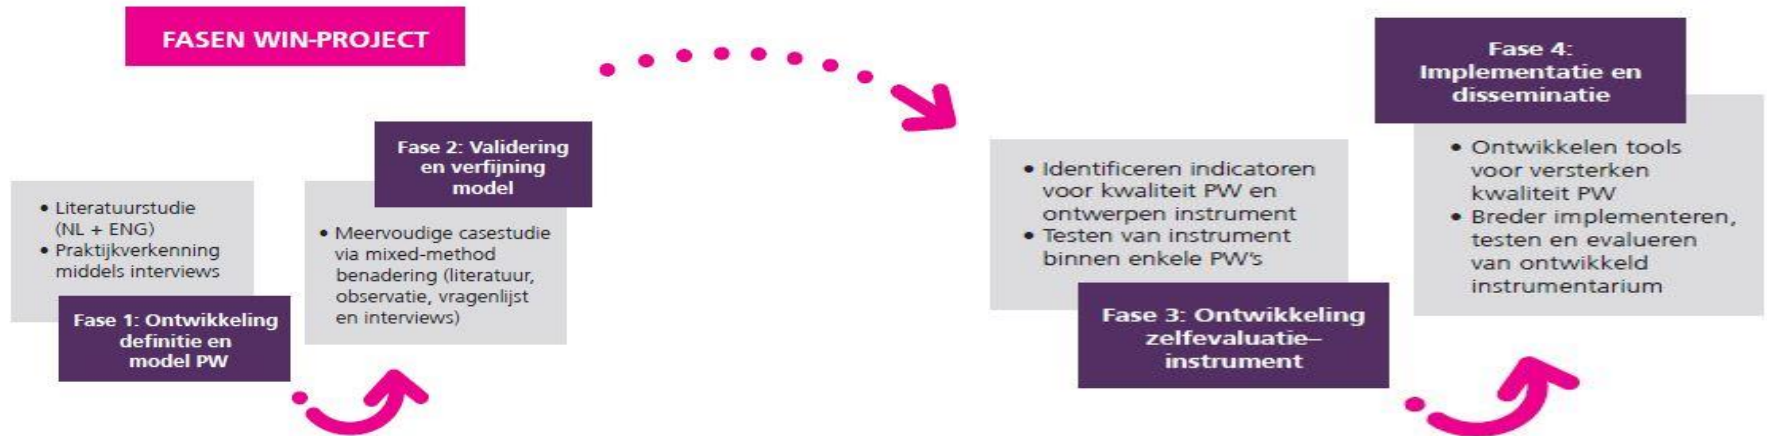 FASEN WIN-PROJECT
• Literatuurstudie
(NL + ENG)
• Praktijkverkenning
middels interviews
Fase 1: Ontwikkeling
definitie en
model PW
Fase 2: Validering
en verfijning
model
• Meervoudige casestudie
via mixed-method
benadering (literatuur,
observatie, vragenlijst
en interviews)
• Identificeren indicatoren
voor kwaliteit PW en
ontwerpen instrument
• Testen van instrument
binnen enkele PW's
Fase 3: Ontwikkeling
zelfevaluatie–
instrument
Fase 4:
Implementatie en
disseminatie
• Ontwikkelen tools
voor versterken
kwaliteit PW
• Breder implementeren,
testen en evalueren
van ontwikkeld
instrumentarium